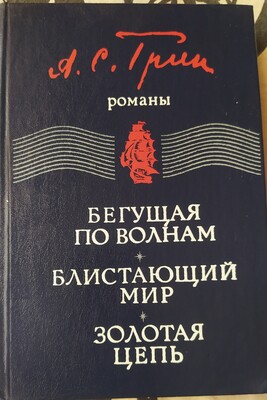 А. С. Грин
романы
БЕГУЩАЯ
ПО ВОЛНАМ
БЛИСТАЮЩИЙ
МИР
ЗОЛОТАЯ
ЦЕПЬ